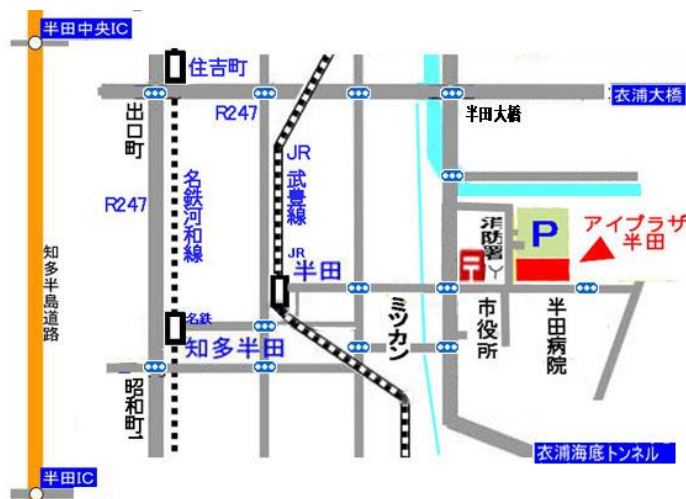 半田中央IC
住吉町
衣浦大橋
半田大橋
R247
出口町
JR
武豊線
名鉄河和線
R247
アイプラザ
半田
P
消防署
知多半島道路
JR
半田
名鉄
知多半田
ミツカン
市役所
半田病院
昭和町1
衣浦海底トンネル
半田IC